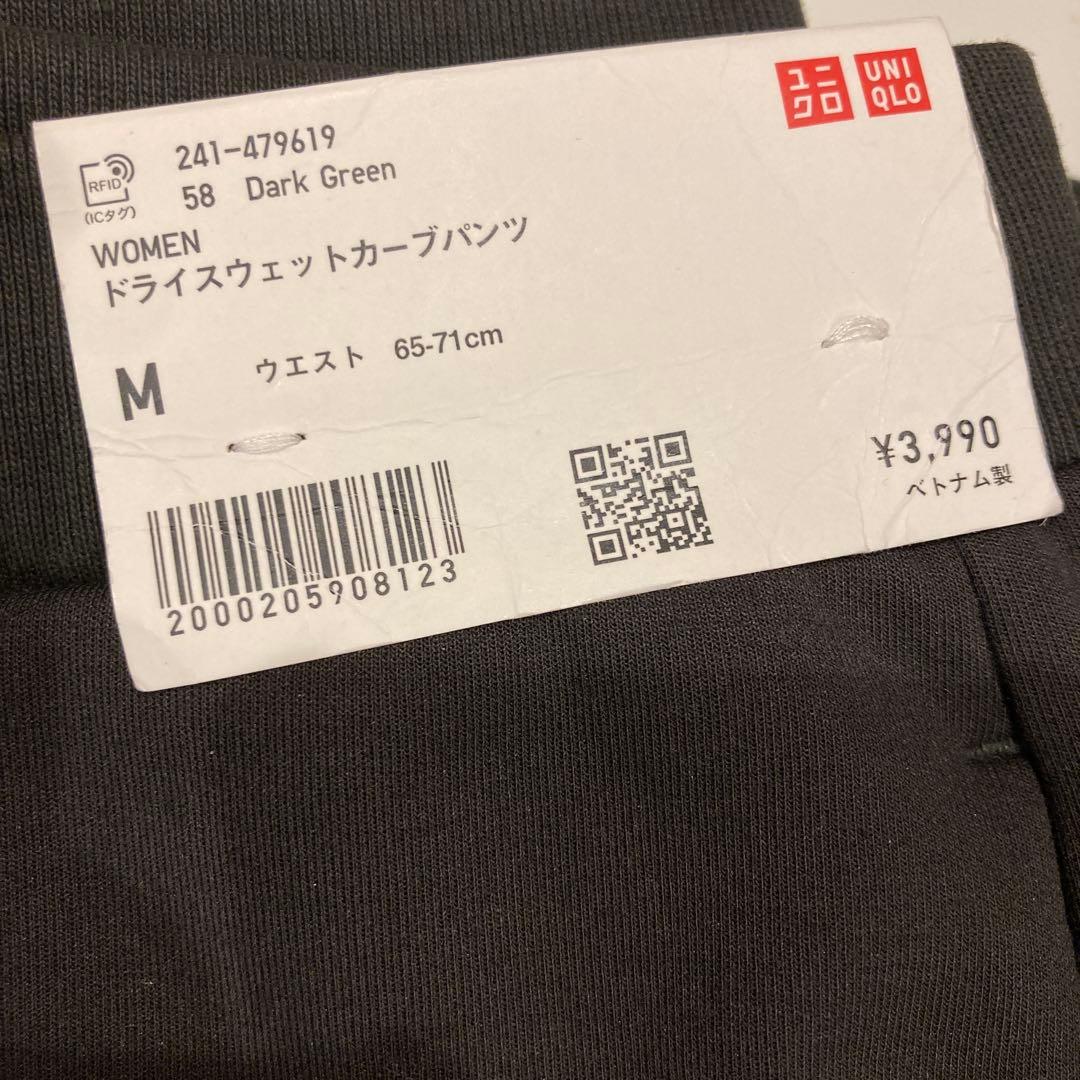 ユニクロ
UNIQLO
241-479619
RFID
58 Dark Green
(ICタグ)
WOMEN
ドライスウェットカーブパンツ
M ウエスト 65-71cm
¥3,990
ベトナム製
2000205908123